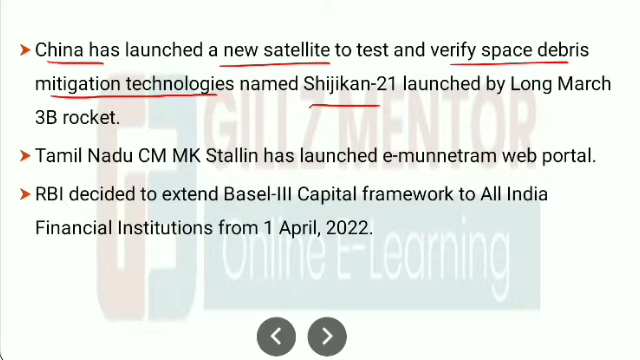 China has launched a new satellite to test and verify space debris
mitigation technologies named Shijikan-21 launched by Long March
3B rocket.
Tamil Nadu CM MK Stallin has launched e-munnetram web portal.
RBI decided to extend Basel-III Capital framework to All India
Financial Institutions from 1 April, 2022.
GILLZ MENTOR
Online E-Learning